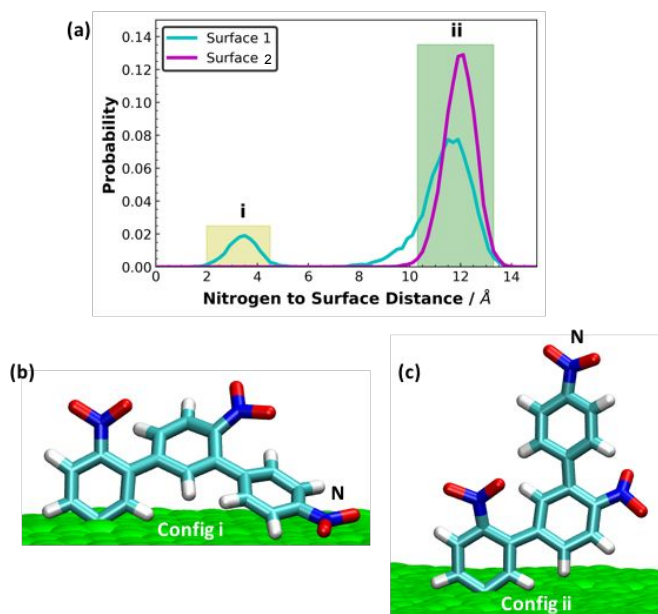 (a)
ii
Surface 1
Surface 2
i
0.14
0.12
0.10
0.08
0.06
0.04
0.02
0.00
Probability
0 2 4 6 8 10 12 14
Nitrogen to Surface Distance / Å
(b)
N
Config i
(c)
N
Config ii